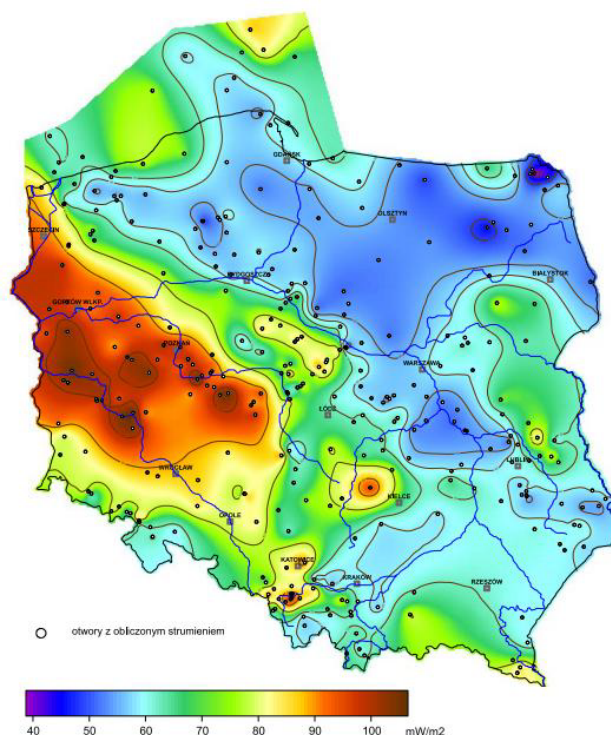 GDAŃSK
OLSZTYN
SZCZECIN
BYDGOSZCZ
BIAŁYSTOK
GORZÓW WLKP.
POZNAŃ
WARSZAWA
ŁÓDŹ
LUBLIN
WROCŁAW
KIELCE
OPOLE
KATOWICE
KRAKÓW
RZESZÓW
otwory z obliczonym strumieniem
40 50 60 70 80 90 100 mW/m2